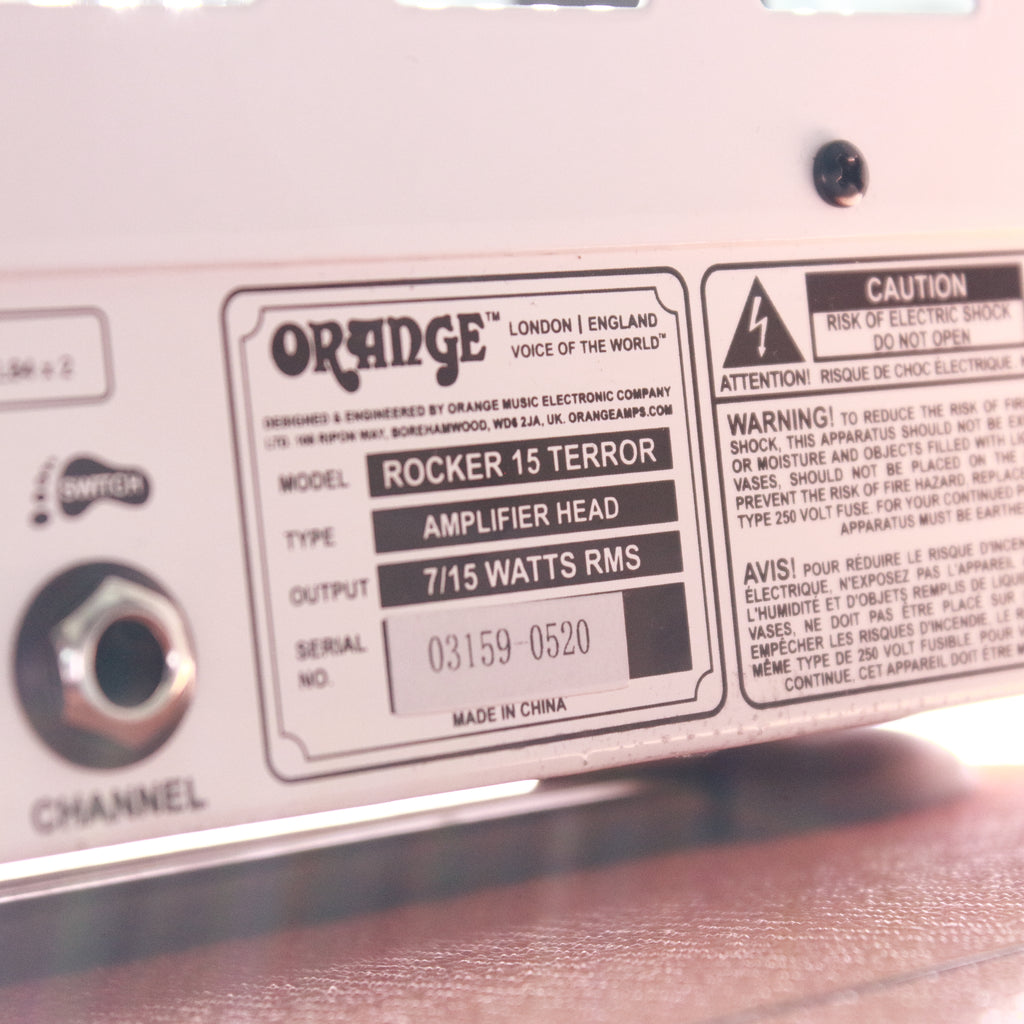 SWITCH
CHANNEL
ORANGE™ LONDON | ENGLAND
VOICE OF THE WORLD™
DESIGNED & ENGINEERED BY ORANGE MUSIC ELECTRONIC COMPANY
LTD. 108 RIPON WAY, BOREHAMWOOD, WD6 2JA, UK. ORANGEAMPS.COM
MODEL ROCKER 15 TERROR
TYPE AMPLIFIER HEAD
OUTPUT 7/15 WATTS RMS
SERIAL
NO. 03159-0520
MADE IN CHINA
CAUTION
RISK OF ELECTRIC SHOCK
DO NOT OPEN
ATTENTION! RISQUE DE CHOC ÉLECTRIQUE.
WARNING! TO REDUCE THE RISK OF
SHOCK, THIS APPARATUS SHOULD NOT BE
OR MOISTURE AND OBJECTS FILLED WITH
VASES, SHOULD NOT BE PLACED ON THE
PREVENT THE RISK OF FIRE HAZARD, REPLAC
TYPE 250 VOLT FUSE. FOR YOUR CONTINUED
APPARATUS MUST BE EARTHE
AVIS! POUR RÉDUIRE LE RISQUE D'INCEN
ÉLECTRIQUE, N'EXPOSEZ PAS L'APPAREIL
L'HUMIDITÉ ET D'OBJETS REMPLIS DE LIQUI
VASES, NE DOIT PAS ÊTRE PLACÉ SUR
EMPÊCHER LES RISQUES D'INCENDIE, LE
MÊME TYPE DE 250 VOLT FUSIBLE. POUR
CONTINUE, CET APPAREIL DOIT ÊTRE